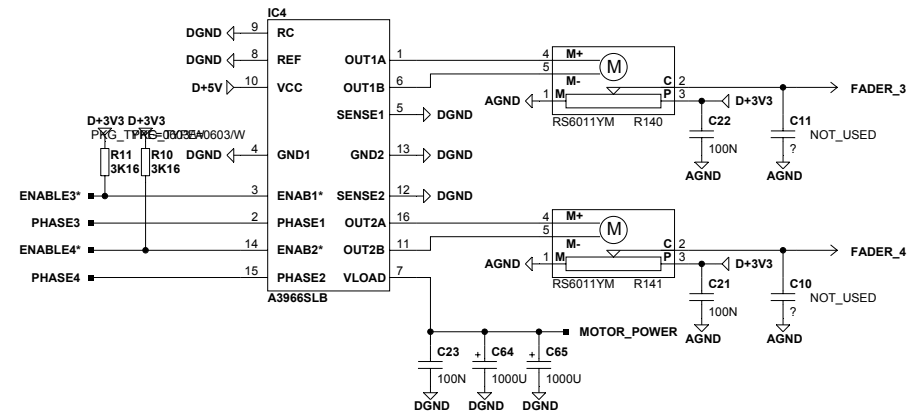 IC4
DGND 9 RC
DGND 8 REF OUT1A 1 4 M+
D+5V 10 VCC OUT1B 6 5 M- M
SENSE1 5 DGND
C 2 FADER_3
AGND 1 M P 3 D+3V3
RS6011YM R140
C22 100N AGND
C11 NOT_USED ? AGND
D+3V3 D+3V3
R11 3K16
R10 3K16
DGND 4 GND1 GND2 13 DGND
ENABLE3* 3 ENAB1* SENSE2 12 DGND
PHASE3 2 PHASE1 OUT2A 16 4 M+
ENABLE4* 14 ENAB2* OUT2B 11 5 M- M
PHASE4 15 PHASE2 VLOAD 7
A3966SLB
C 2 FADER_4
AGND 1 M P 3 D+3V3
RS6011YM R141
C21 100N AGND
C10 NOT_USED ? AGND
MOTOR_POWER
C23 + C64 + C65
100N 1000U 1000U
DGND DGND DGND